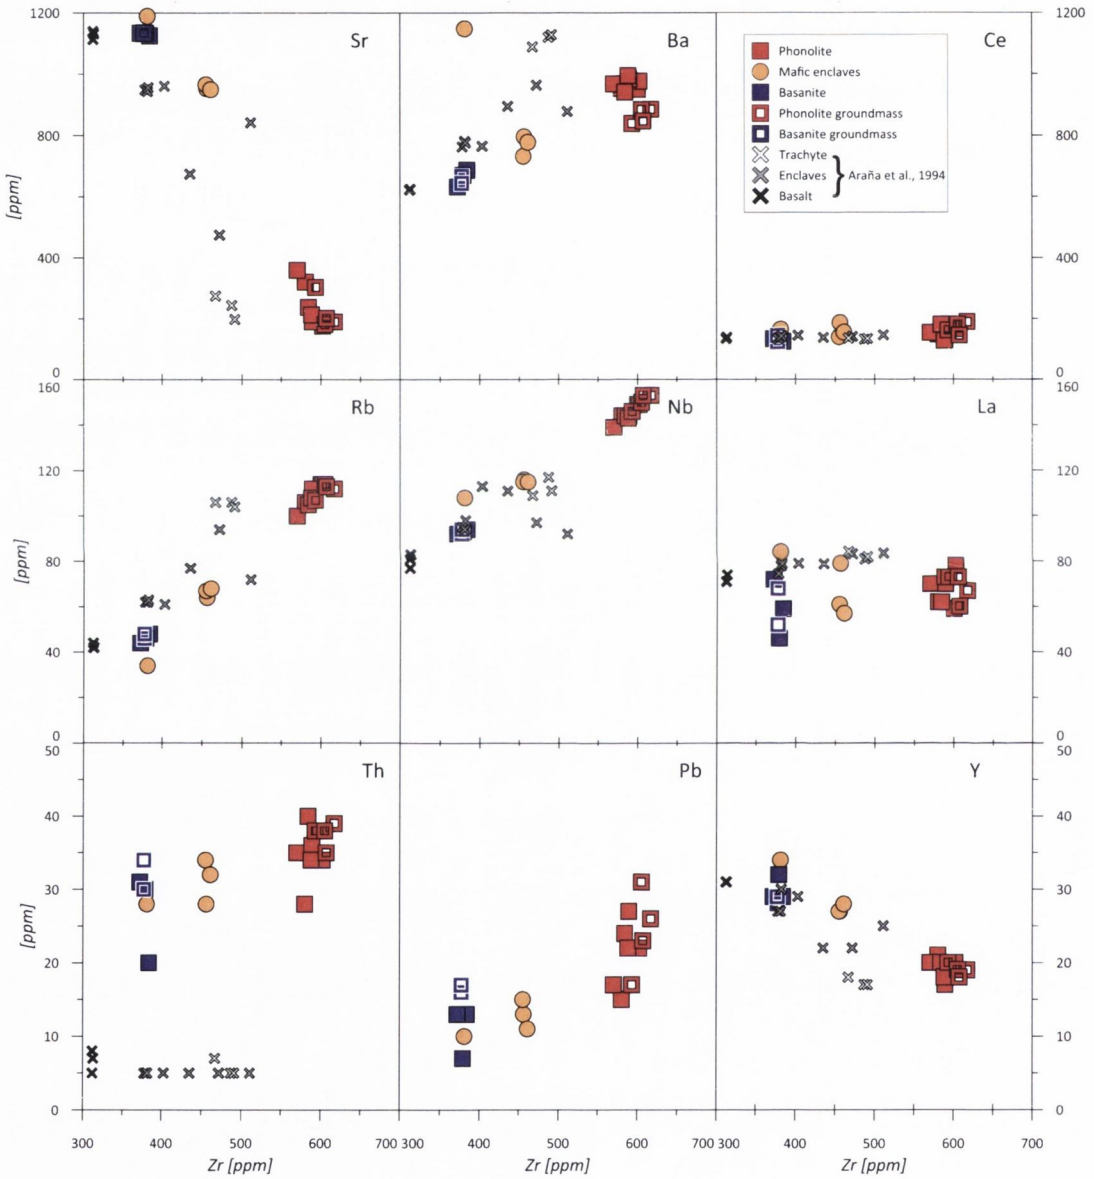 1200 Sr Ba Ce 1200
Phonolite
Mafic enclaves
Basanite
Phonolite groundmass
Basanite groundmass
Trachyte
Enclaves } Araña et al., 1994
Basalt
800 800
[ppm]
400 400
0 0
160 Rb Nb La 160
120 120
[ppm]
80 80
40 40
0 0
50 Th Pb Y 50
40 40
[ppm]
30 30
20 20
10 10
0 0
300 400 500 600 700 300 400 500 600 700 300 400 500 600 700
Zr [ppm] Zr [ppm] Zr [ppm]